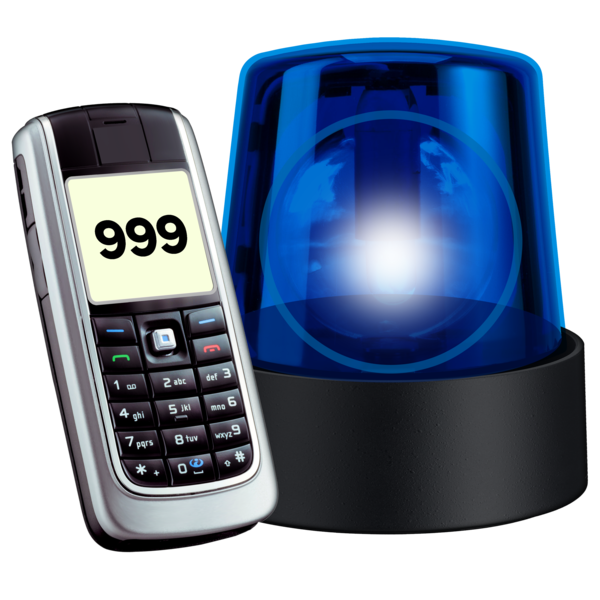 999
1
2 abc
def 3
4 ghi
5 jkl
mno 6
7 pqrs
8 tuv
wxyz 9
* +
0
#